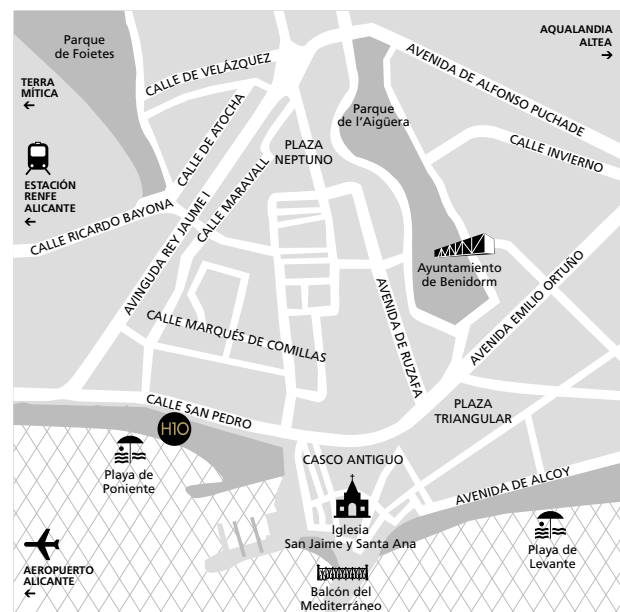 Parque
de Foietes
AQUALANDIA
ALTEA
CALLE DE VELÁZQUEZ
AVENIDA DE ALFONSO PUCHADE
TERRA
MÍTICA
Parque
de l'Aigüera
CALLE DE ATOCHA
CALLE INVIERNO
PLAZA
NEPTUNO
ESTACIÓN
RENFE
ALICANTE
CALLE MARAVALL
CALLE RICARDO BAYONA
AVINGUDA REY JAUME I
Ayuntamiento
de Benidorm
AVENIDA EMILIO ORTUÑO
AVENIDA DE RUZAFA
CALLE MARQUÉS DE COMILLAS
CALLE SAN PEDRO
PLAZA
TRIANGULAR
H10
CASCO ANTIGUO
Playa de
Poniente
AVENIDA DE ALCOY
Iglesia
San Jaime y Santa Ana
Playa de
Levante
AEROPUERTO
ALICANTE
Balcón del
Mediterráneo